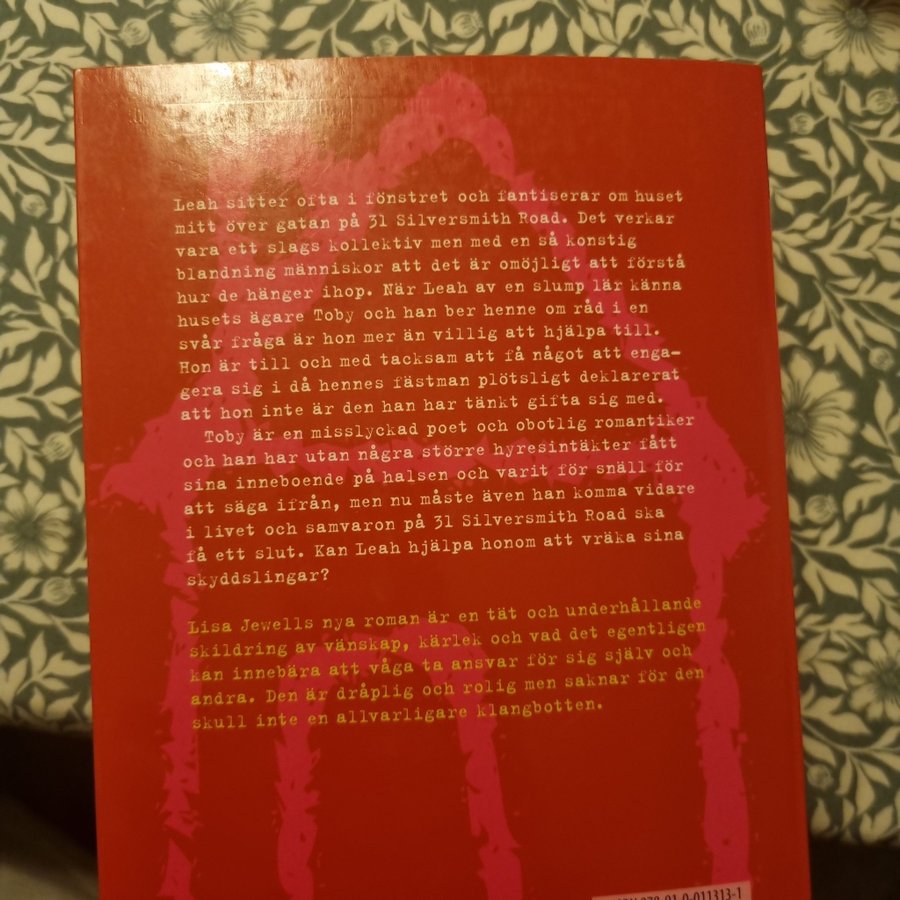 Leah sitter ofta i fönstret och fantiserar om huset
mitt över gatan på 31 Silversmith Road. Det verkar
vara ett slags kollektiv men med en så konstig
blandning människor att det är omöjligt att förstå
hur de hänger ihop. När Leah av en slump lär känna
husets ägare Toby och han ber henne om råd i en
svår fråga är hon mer än villig att hjälpa till.
Hon är till och med tacksam att få något att enga-
gera sig i då hennes fästman plötsligt deklarerat
att hon inte är den han har tänkt gifta sig med.
Toby är en misslyckad poet och obotlig romantiker
och han har utan några större hyresintäkter fått
sina inneboende på halsen och varit för snäll för
att säga ifrån, men nu måste även han komma vidare
i livet och samvaron på 31 Silversmith Road ska
få ett slut. Kan Leah hjälpa honom att vräka sina
skyddslingar?
Lisa Jewells nya roman är en tät och underhållande
skildring av vänskap, kärlek och vad det egentligen
kan innebära att våga ta ansvar för sig själv och
andra. Den är dråplig och rolig men saknar för den
skull inte en allvarligare klangbotten.
011313-1